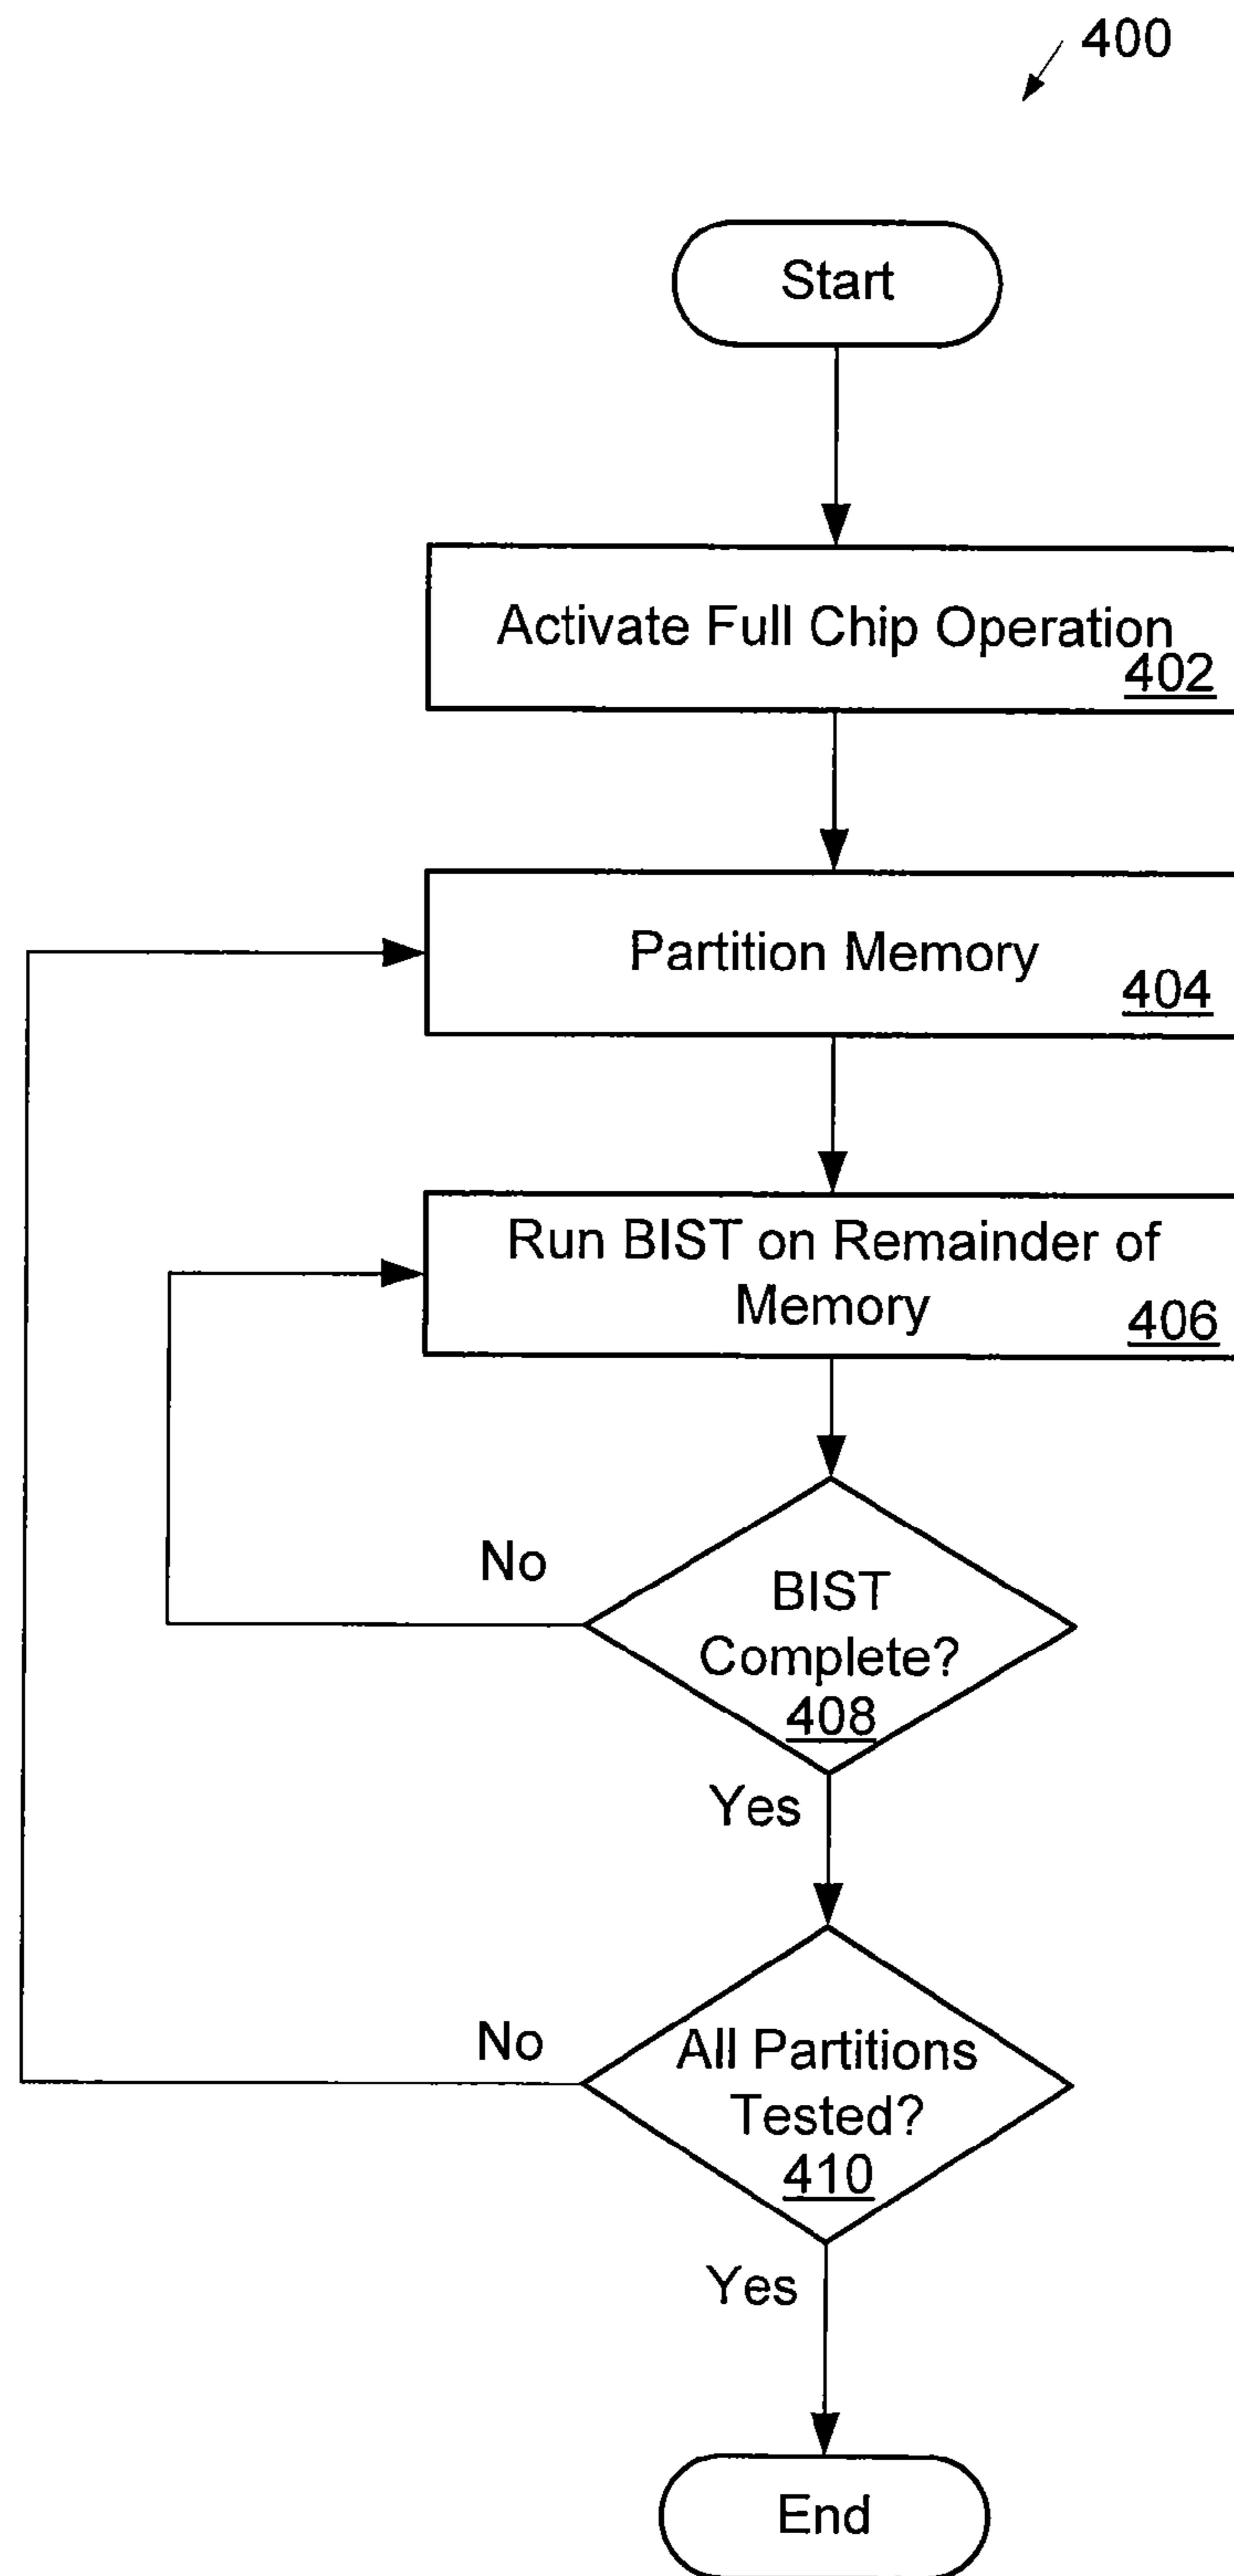 400
Start
Activate Full Chip Operation
402
Partition Memory
404
Run BIST on Remainder of
Memory
406
No
BIST
Complete?
408
Yes
No
All Partitions
Tested?
410
Yes
End